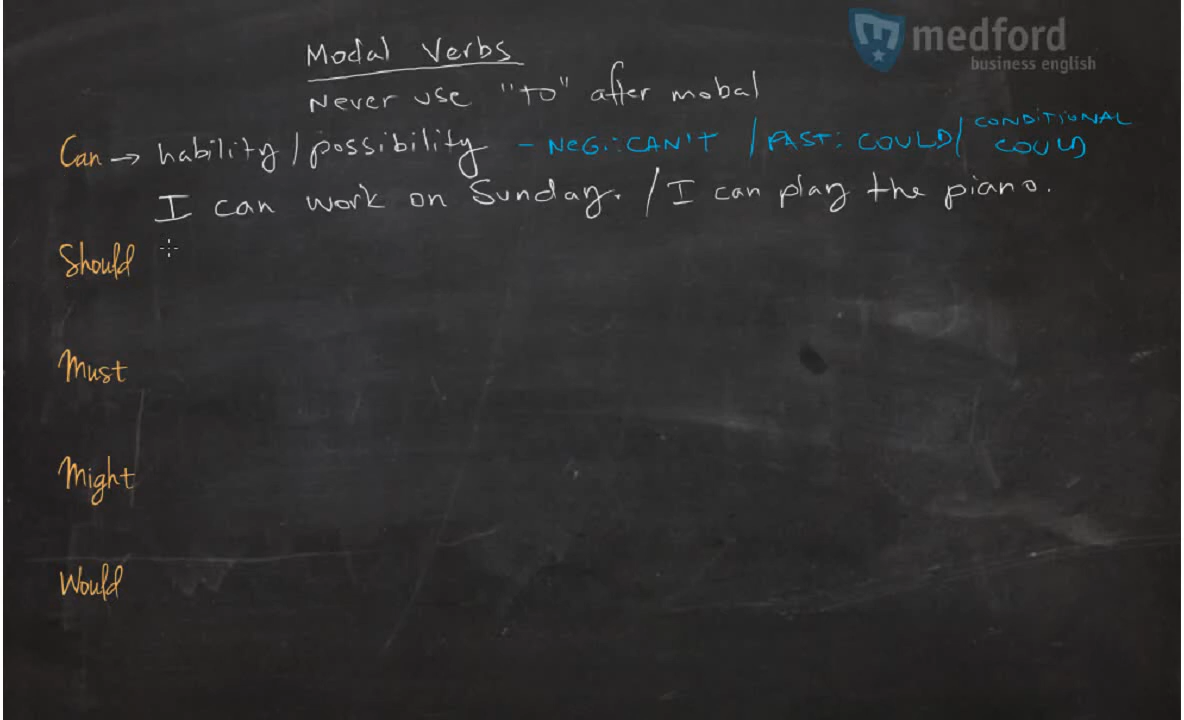 medford
business english
Modal Verbs
Never use "TO" after mobal
Can → hability / possibility - NEG.: CAN'T / PAST: COULD / CONDITIONAL COULD
I can work on Sunday. / I can play the piano.
Should
Must
Might
Would